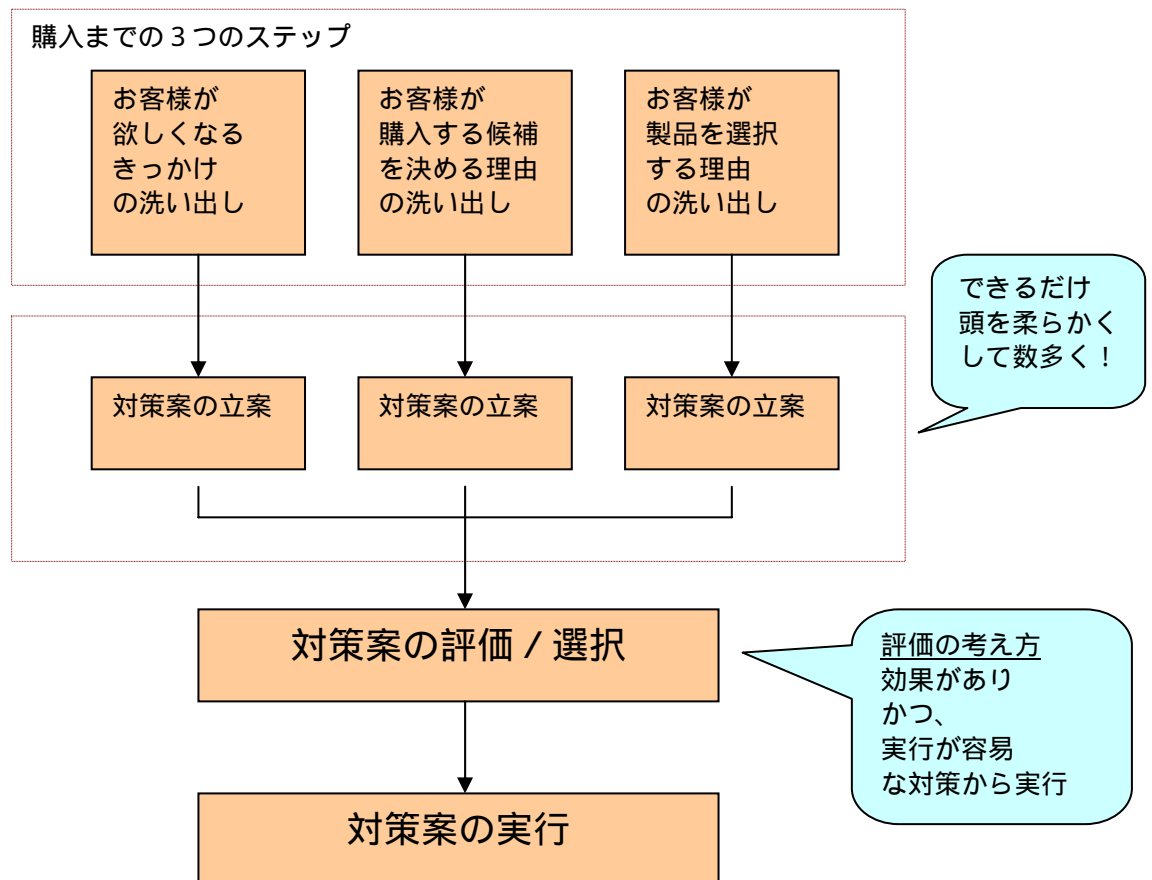 購入までの３つのステップ
お客様が
欲しくなる
きっかけ
の洗い出し
お客様が
購入する候補
を決める理由
の洗い出し
お客様が
製品を選択
する理由
の洗い出し
できるだけ
頭を柔らかく
して数多く！
対策案の立案
対策案の立案
対策案の立案
対策案の評価／選択
評価の考え方
効果があり
かつ、
実行が容易
な対策から実行
対策案の実行